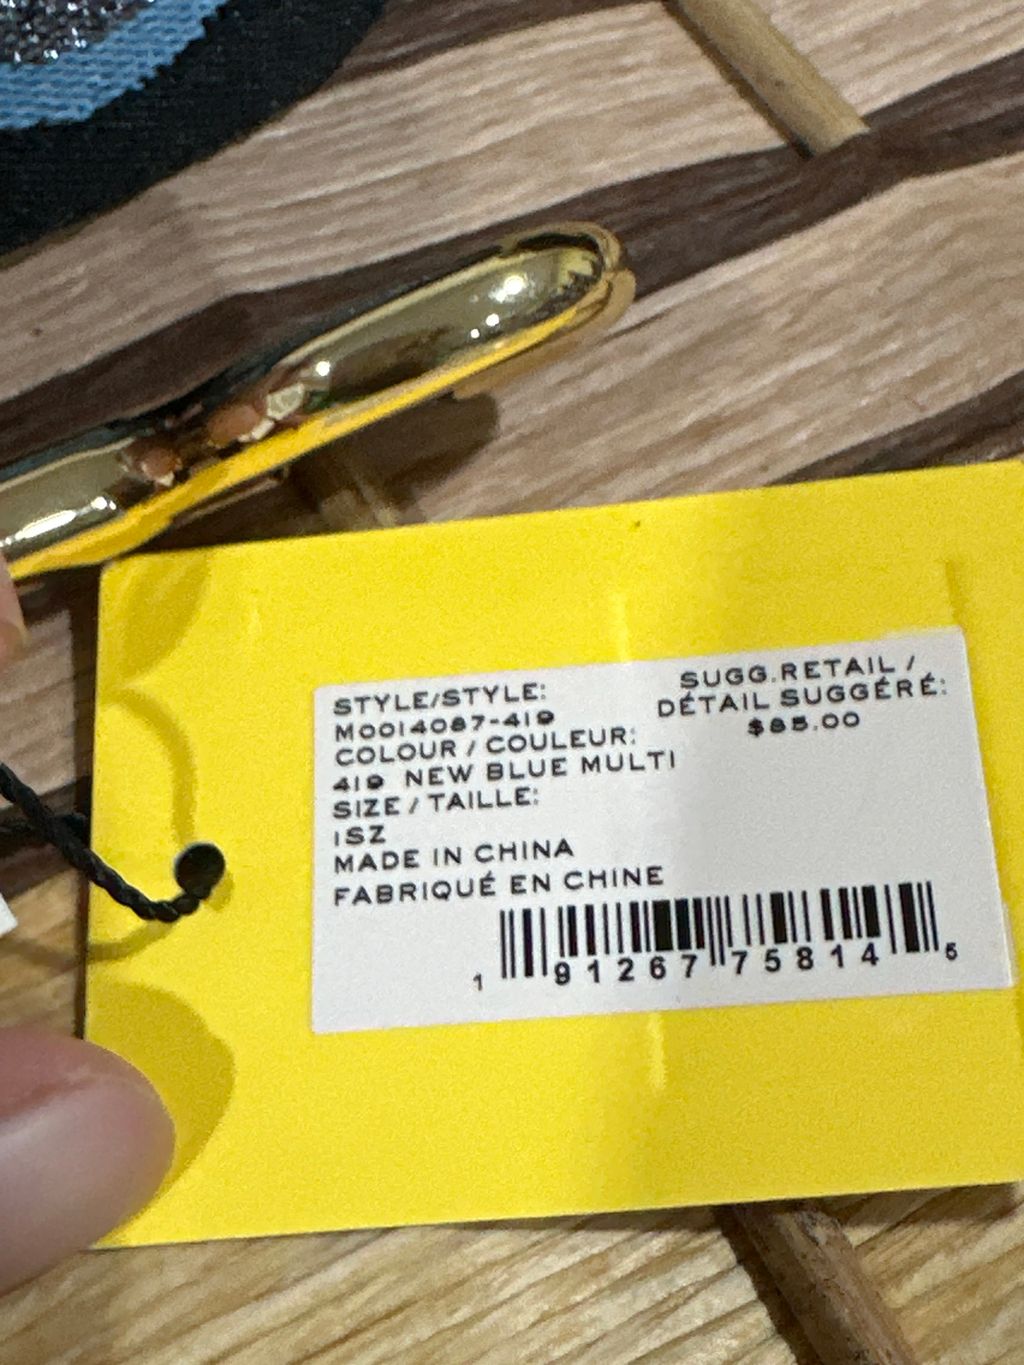 STYLE/STYLE:
M0014087-419
COLOUR / COULEUR:
419 NEW BLUE MULTI
SIZE / TAILLE:
1SZ
MADE IN CHINA
FABRIQUÉ EN CHINE
SUGG.RETAIL /
DÉTAIL SUGGÉRÉ:
$85.00
1 91267 75814 5